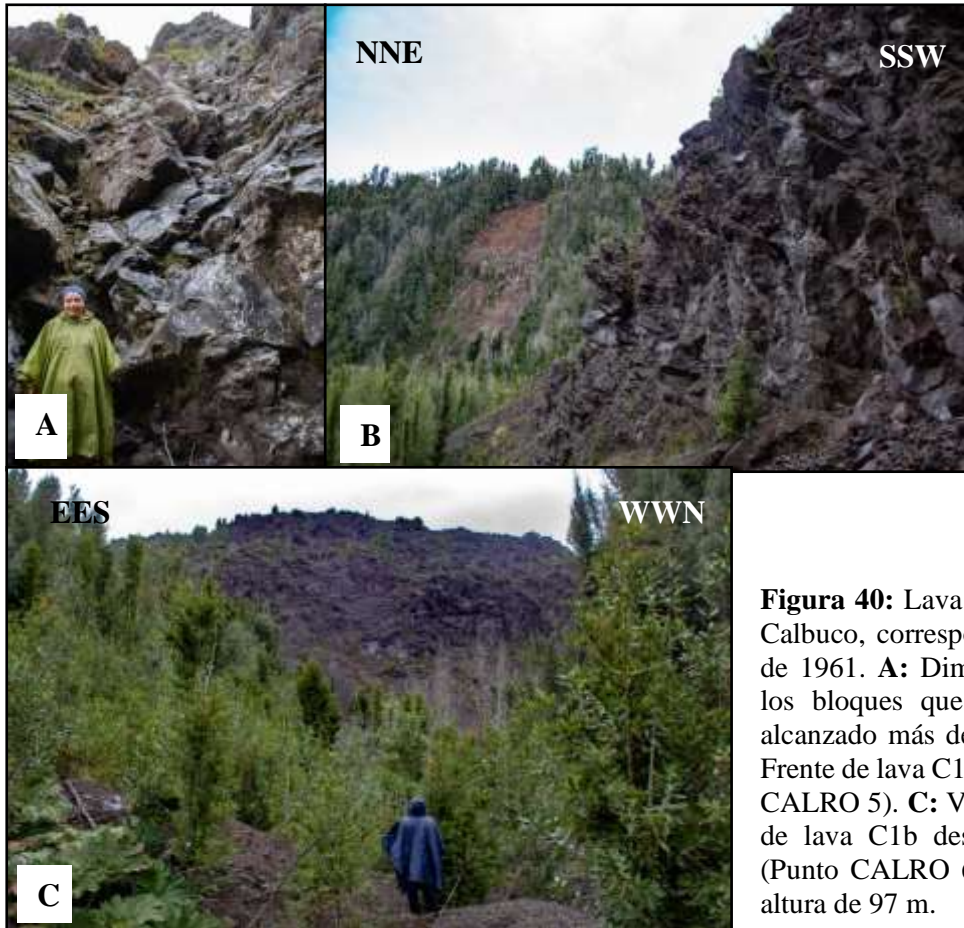 NNE
SSW
A
B
EES
WWN
C
Figura 40: Lava
Calbuco, corresp
de 1961. A: Dim
los bloques que
alcanzado más de
Frente de lava C1
CALRO 5). C: V
de lava C1b des
(Punto CALRO
altura de 97 m.